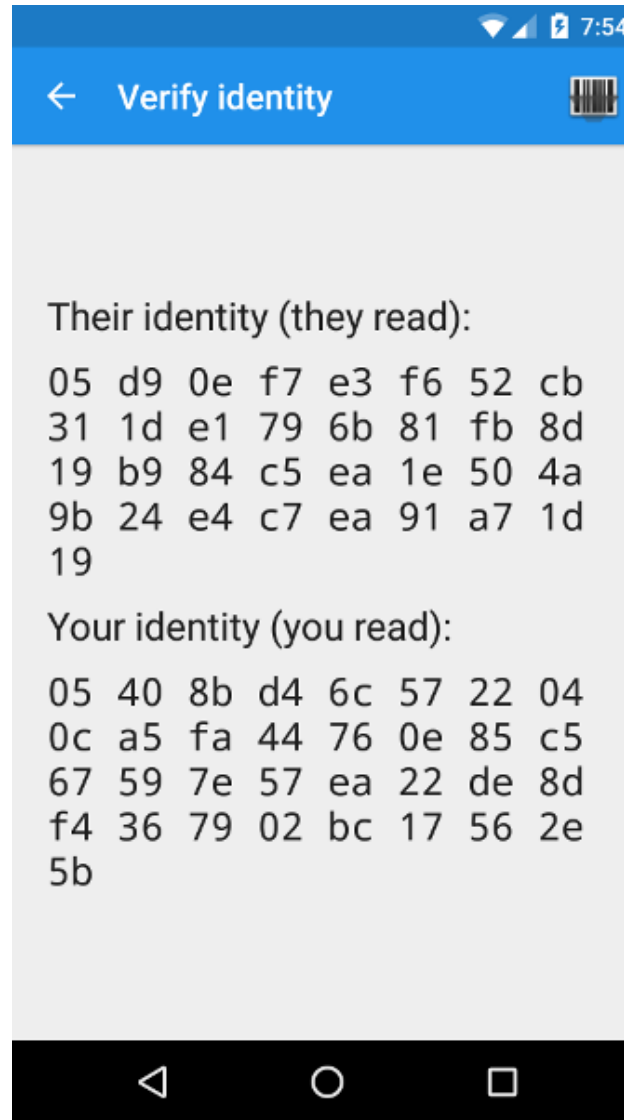 7:54
Verify identity
Their identity (they read):
05 d9 0e f7 e3 f6 52 cb
31 1d e1 79 6b 81 fb 8d
19 b9 84 c5 ea 1e 50 4a
9b 24 e4 c7 ea 91 a7 1d
19
Your identity (you read):
05 40 8b d4 6c 57 22 04
0c a5 fa 44 76 0e 85 c5
67 59 7e 57 ea 22 de 8d
f4 36 79 02 bc 17 56 2e
5b